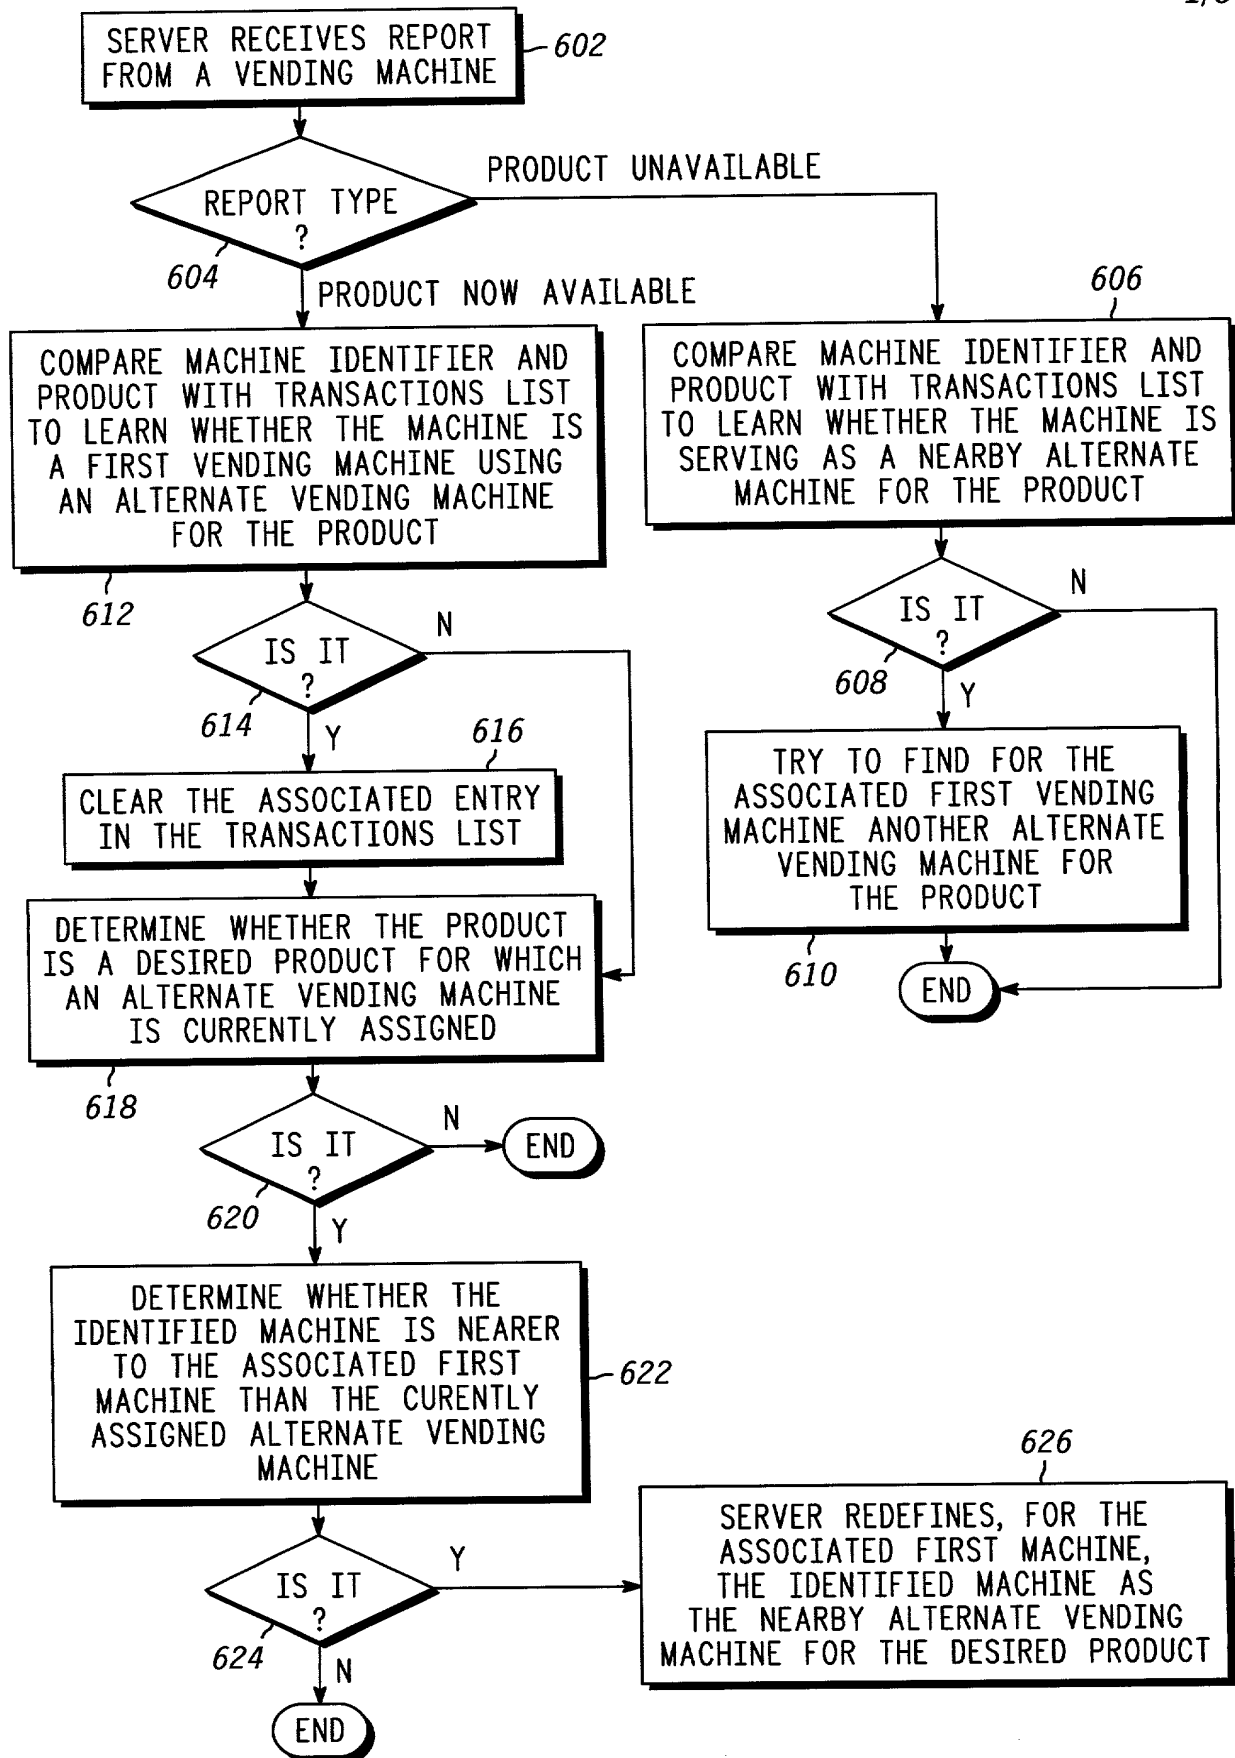 SERVER RECEIVES REPORT
FROM A VENDING MACHINE
602
REPORT TYPE
?
604
PRODUCT UNAVAILABLE
PRODUCT NOW AVAILABLE
606
COMPARE MACHINE IDENTIFIER AND
PRODUCT WITH TRANSACTIONS LIST
TO LEARN WHETHER THE MACHINE IS
A FIRST VENDING MACHINE USING
AN ALTERNATE VENDING MACHINE
FOR THE PRODUCT
612
COMPARE MACHINE IDENTIFIER AND
PRODUCT WITH TRANSACTIONS LIST
TO LEARN WHETHER THE MACHINE IS
SERVING AS A NEARBY ALTERNATE
MACHINE FOR THE PRODUCT
IS IT
?
608
N
Y
TRY TO FIND FOR THE
ASSOCIATED FIRST VENDING
MACHINE ANOTHER ALTERNATE
VENDING MACHINE FOR
THE PRODUCT
610
END
IS IT
?
614
N
Y
616
CLEAR THE ASSOCIATED ENTRY
IN THE TRANSACTIONS LIST
DETERMINE WHETHER THE PRODUCT
IS A DESIRED PRODUCT FOR WHICH
AN ALTERNATE VENDING MACHINE
IS CURRENTLY ASSIGNED
618
IS IT
?
620
N
END
Y
DETERMINE WHETHER THE
IDENTIFIED MACHINE IS NEARER
TO THE ASSOCIATED FIRST
MACHINE THAN THE CURENTLY
ASSIGNED ALTERNATE VENDING
MACHINE
622
IS IT
?
624
Y
N
END
626
SERVER REDEFINES, FOR THE
ASSOCIATED FIRST MACHINE,
THE IDENTIFIED MACHINE AS
THE NEARBY ALTERNATE VENDING
MACHINE FOR THE DESIRED PRODUCT